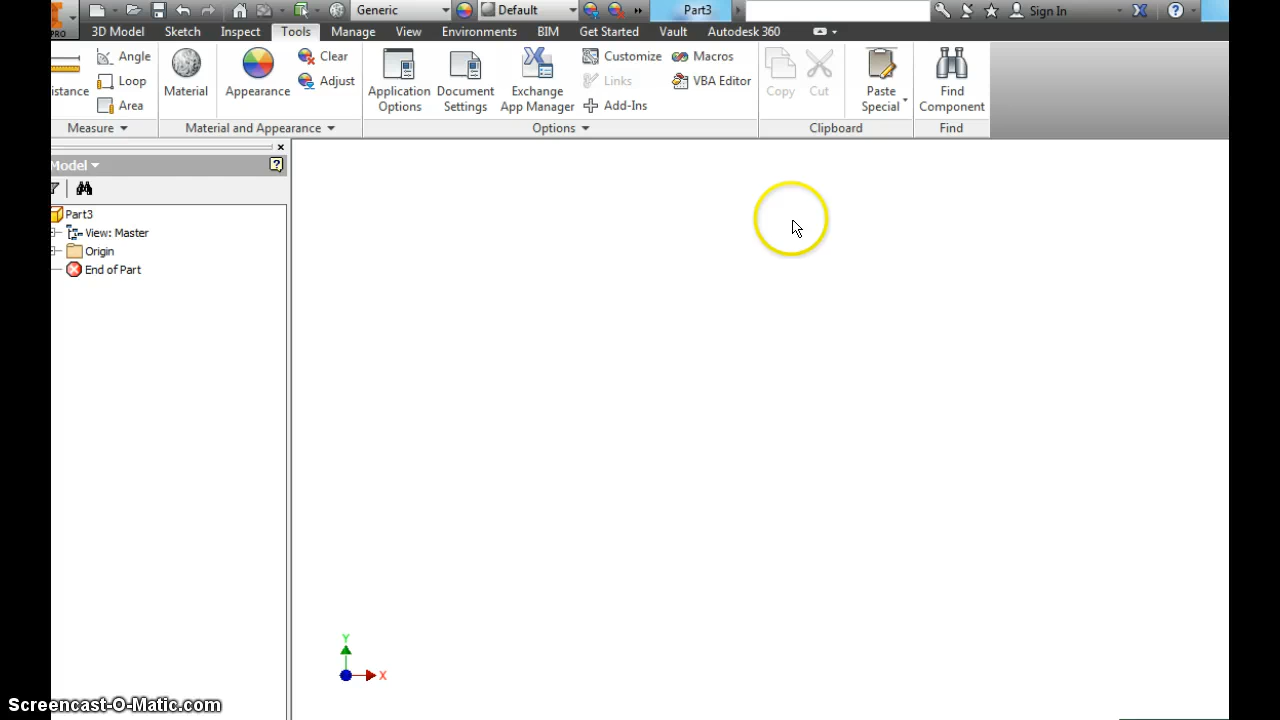 Generic Default Part3 Sign In
PRO 3D Model Sketch Inspect Tools Manage View Environments BIM Get Started Vault Autodesk 360
Angle
Loop
istance Area
Measure
Material
Appearance
Clear
Adjust
Material and Appearance
Application
Options
Document
Settings
Exchange
App Manager
Customize
Links
Add-Ins
Macros
VBA Editor
Options
Copy Cut
Paste
Special
Clipboard
Find
Component
Find
Model
Part3
View: Master
Origin
End of Part
Y
X
Screencast-O-Matic.com